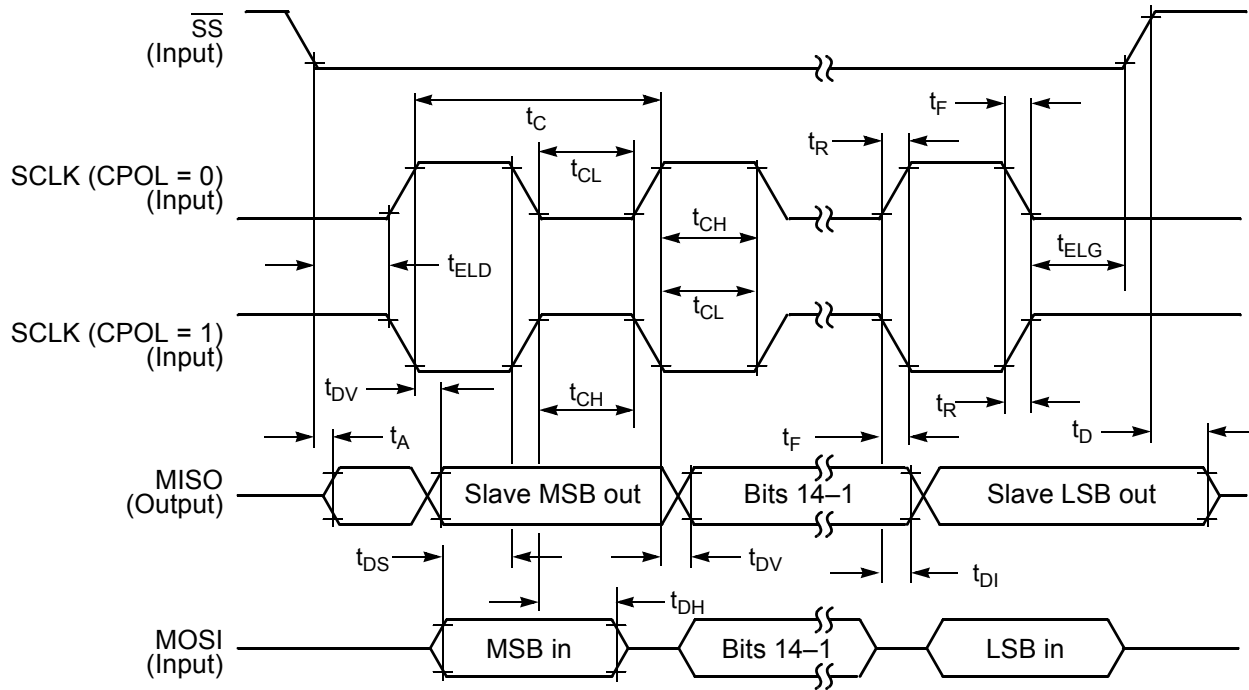 SS
(Input)
SCLK (CPOL = 0)
(Input)
SCLK (CPOL = 1)
(Input)
MISO
(Output)
MOSI
(Input)
tC
tCL
tCH
tELD
tCL
tCH
tDV
tA
tF
tR
tELG
tR
tF
tD
Slave MSB out
Bits 14–1
Slave LSB out
tDS
tDV
tDI
tDH
MSB in
Bits 14–1
LSB in